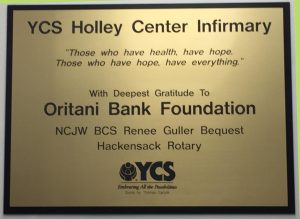 YCS Holley Center Infirmary
"Those who have health, have hope.
Those who have hope, have everything."
With Deepest Gratitude To
Oritani Bank Foundation
NCJW BCS Renee Guller Bequest
Hackensack Rotary
YCS
Embracing All the Possibilities